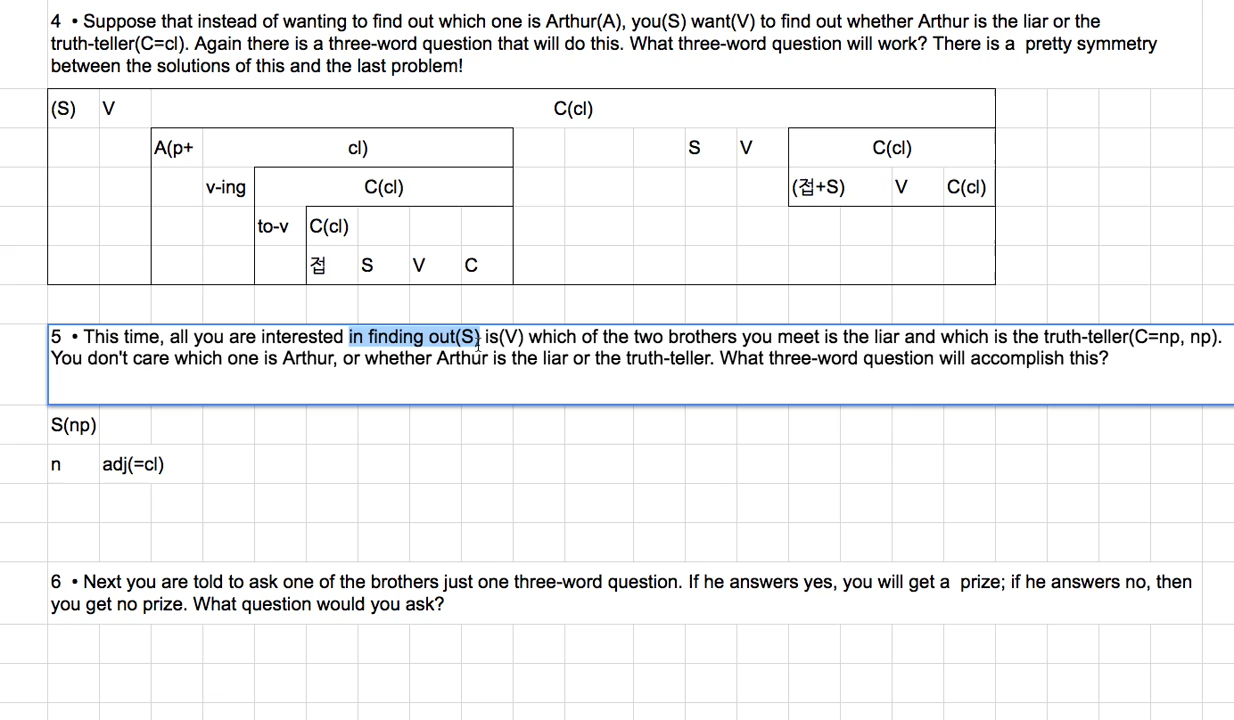 4 • Suppose that instead of wanting to find out which one is Arthur(A), you(S) want(V) to find out whether Arthur is the liar or the
truth-teller(C=cl). Again there is a three-word question that will do this. What three-word question will work? There is a pretty symmetry
between the solutions of this and the last problem!
(S) V C(cl)
A(p+ cl) S V C(cl)
v-ing C(cl) (접+S) V C(cl)
to-v C(cl)
접 S V C
5 • This time, all you are interested in finding out(S) is(V) which of the two brothers you meet is the liar and which is the truth-teller(C=np, np).
You don't care which one is Arthur, or whether Arthur is the liar or the truth-teller. What three-word question will accomplish this?
S(np)
n adj(=cl)
6 • Next you are told to ask one of the brothers just one three-word question. If he answers yes, you will get a prize; if he answers no, then
you get no prize. What question would you ask?